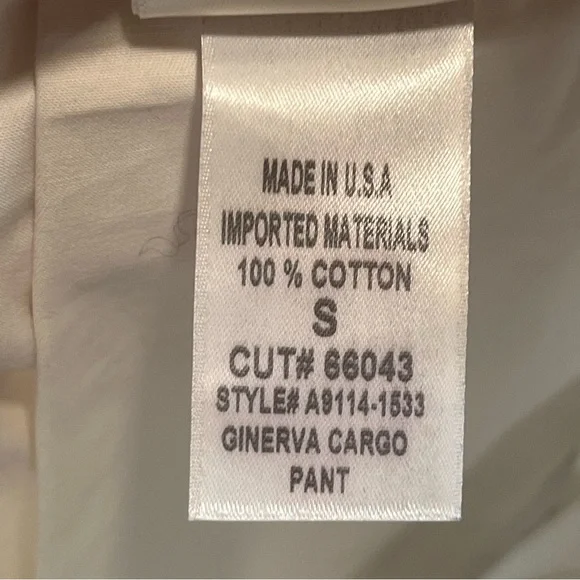 MADE IN U.S.A
IMPORTED MATERIALS
100 % COTTON
S
CUT# 66043
STYLE# A9114-1533
GINERVA CARGO
PANT